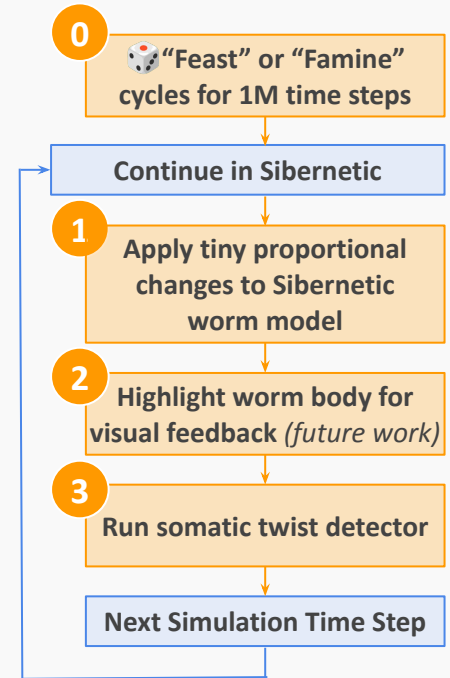 0
🎲“Feast” or “Famine”
cycles for 1M time steps
Continue in Sibernetic
1
Apply tiny proportional
changes to Sibernetic
worm model
2
Highlight worm body for
visual feedback (future work)
3
Run somatic twist detector
Next Simulation Time Step